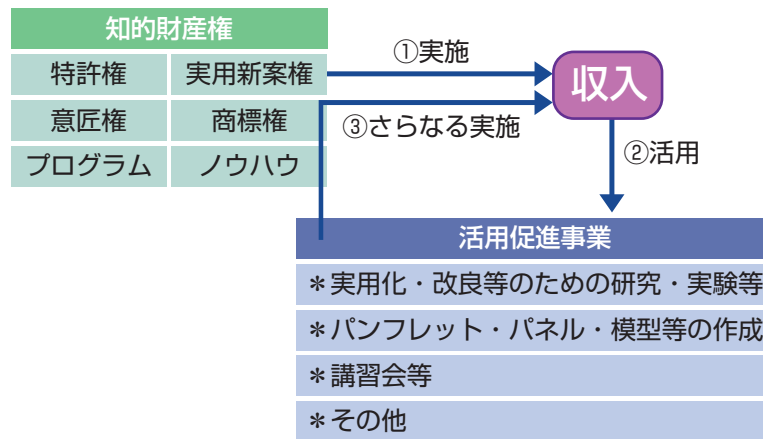 知的財産権
特許権 実用新案権
意匠権 商標権
プログラム ノウハウ
①実施
収入
③さらなる実施
②活用
活用促進事業
＊実用化・改良等のための研究・実験等
＊パンフレット・パネル・模型等の作成
＊講習会等
＊その他